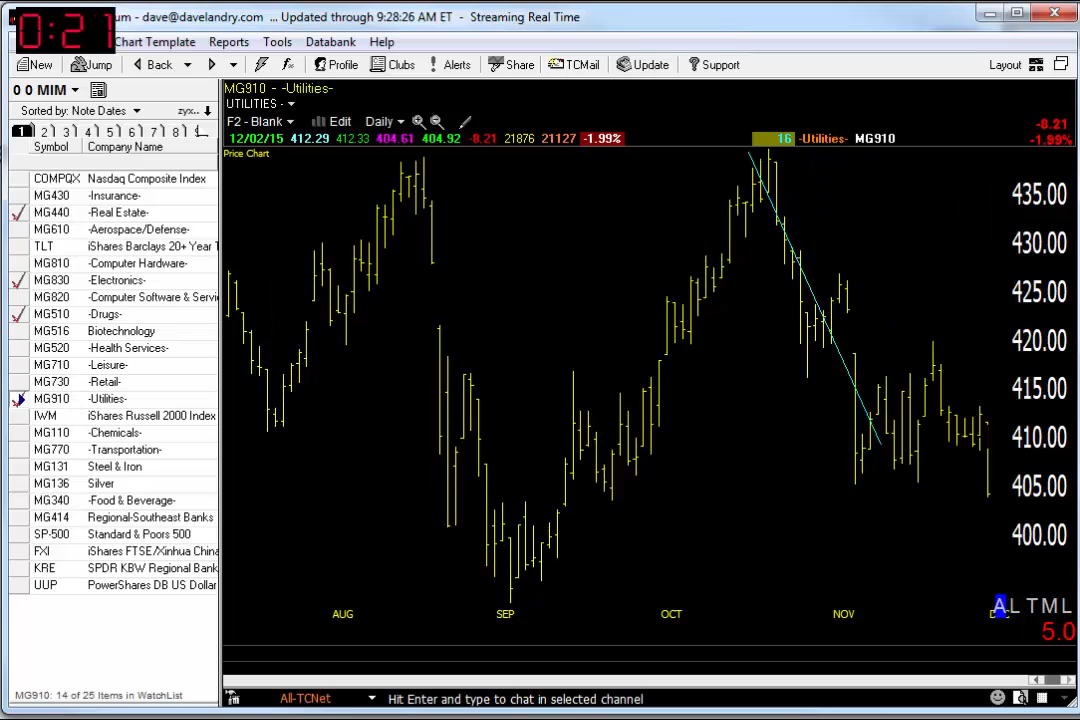 um - dave@davelandry.com ... Updated through 9:28:26 AM ET - Streaming Real Time
0:27
Chart Template Reports Tools Databank Help
New Jump Back Profile Clubs Alerts Share TCMail Update Support Layout
0 0 MIM
Sorted by: Note Dates zyx..
1 2 3 4 5 6 7 8
Symbol Company Name
COMPQX Nasdaq Composite Index
MG430 -Insurance-
MG440 -Real Estate-
MG610 -Aerospace/Defense-
TLT iShares Barclays 20+ Year T
MG810 -Computer Hardware-
MG830 -Electronics-
MG820 -Computer Software & Servi
MG510 -Drugs-
MG516 Biotechnology
MG520 -Health Services-
MG710 -Leisure-
MG730 -Retail-
MG910 -Utilities-
IWM iShares Russell 2000 Index
MG110 -Chemicals-
MG770 -Transportation-
MG131 Steel & Iron
MG136 Silver
MG340 -Food & Beverage-
MG414 Regional-Southeast Banks
SP-500 Standard & Poors 500
FXI iShares FTSE/Xinhua China
KRE SPDR KBW Regional Bank
UUP PowerShares DB US Dollar
MG910: 14 of 25 Items in WatchList
MG910 - -Utilities-
UTILITIES -
F2 - Blank Edit Daily
12/02/15 412.29 412.33 404.61 404.92 -8.21 21876 21127 -1.99% 16 -Utilities- MG910
-8.21
-1.99%
Price Chart
435.00
430.00
425.00
420.00
415.00
410.00
405.00
400.00
AUG SEP OCT NOV
A L T M L
5.0
All-TCNet Hit Enter and type to chat in selected channel